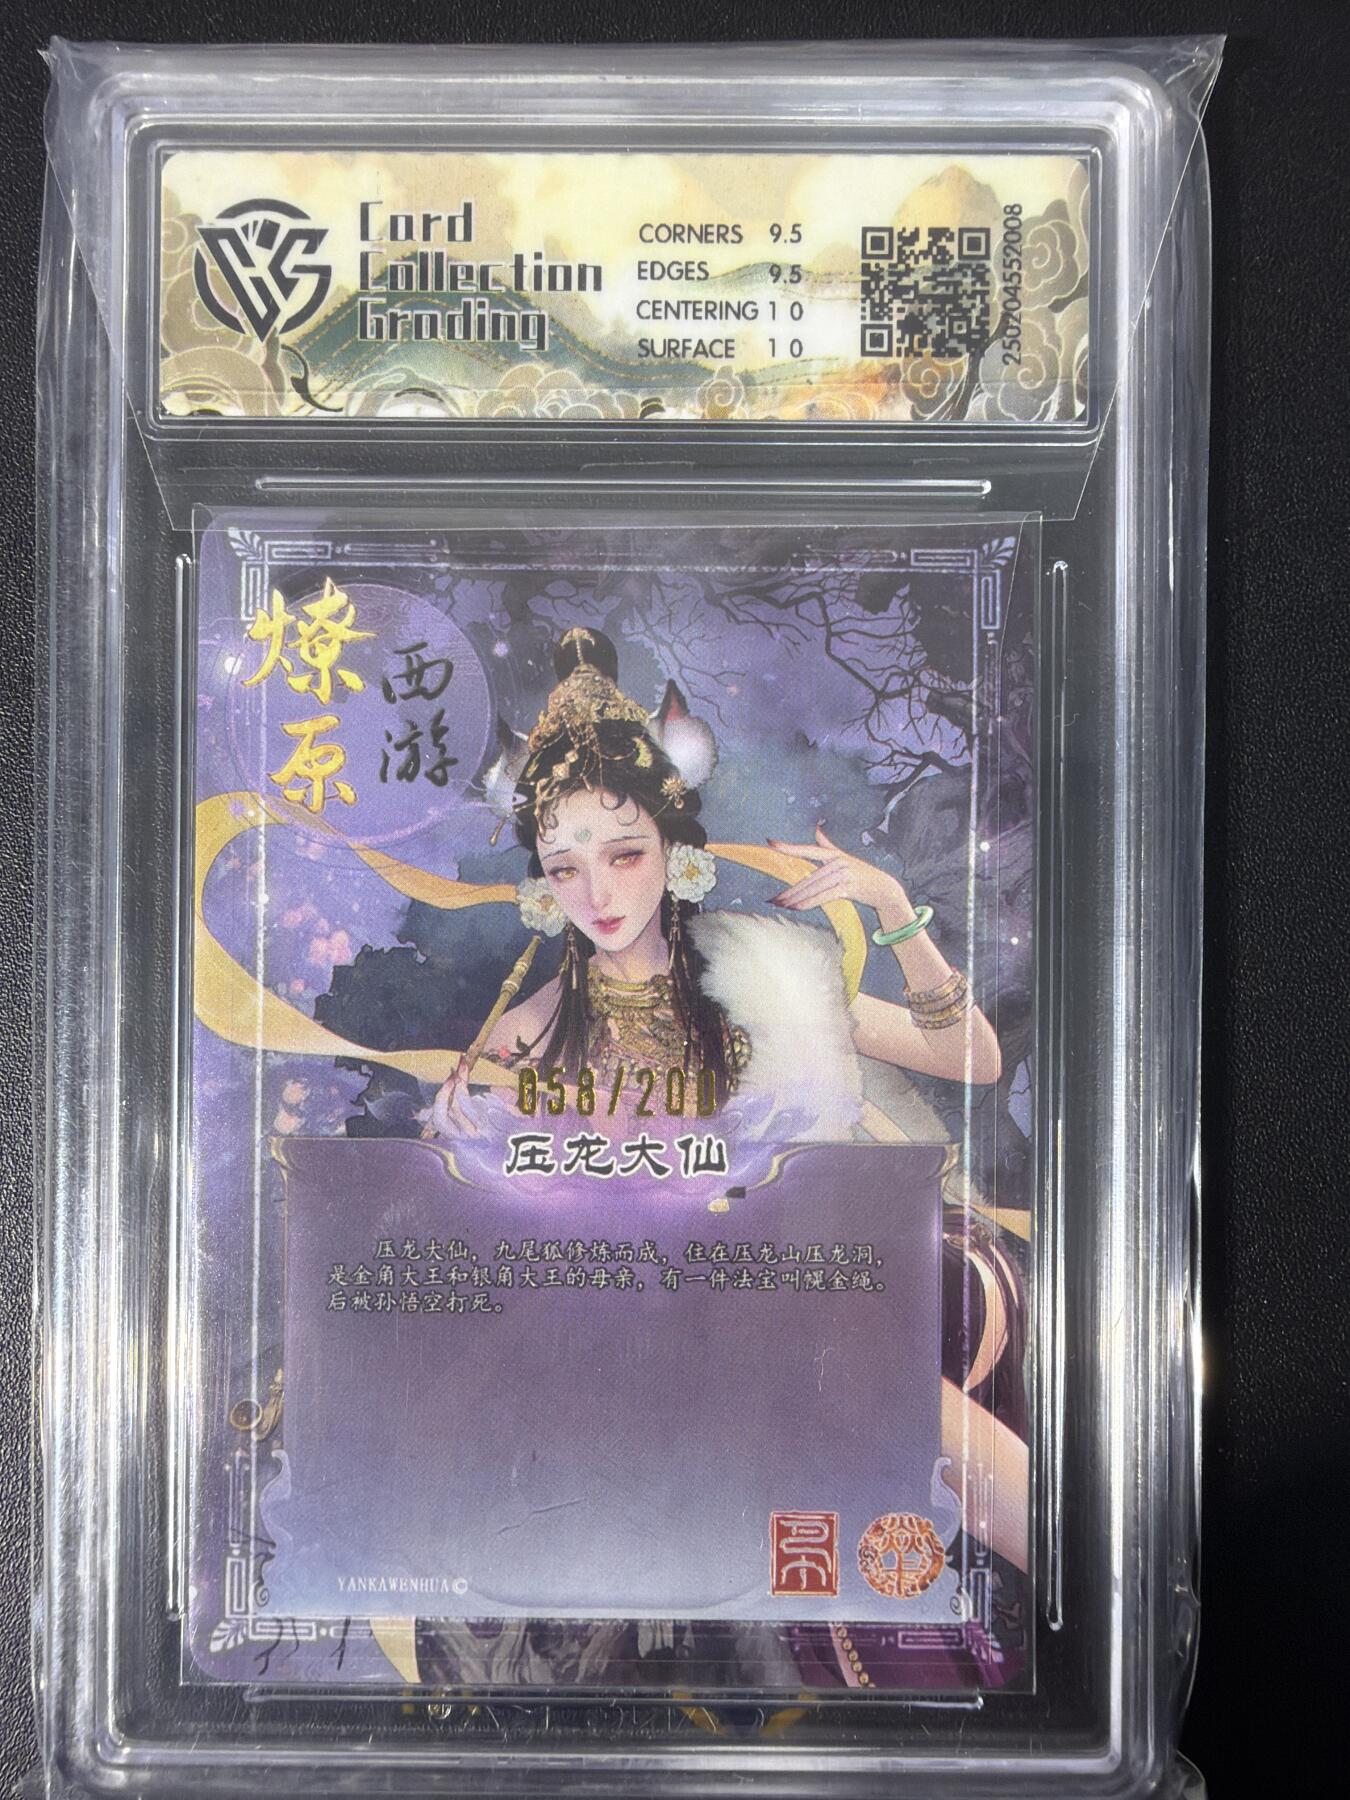 Card
Collection
Grading
CORNERS 9.5
EDGES 9.5
CENTERING 10
SURFACE 10
2502204552008
燎原
西游
058/200
压龙大仙
压龙大仙，九尾狐修炼而成，住在压龙山压龙洞，
是金角大王和银角大王的母亲，有一件法宝叫幌金绳。
后被孙悟空打死。
YANKAWENHUA©